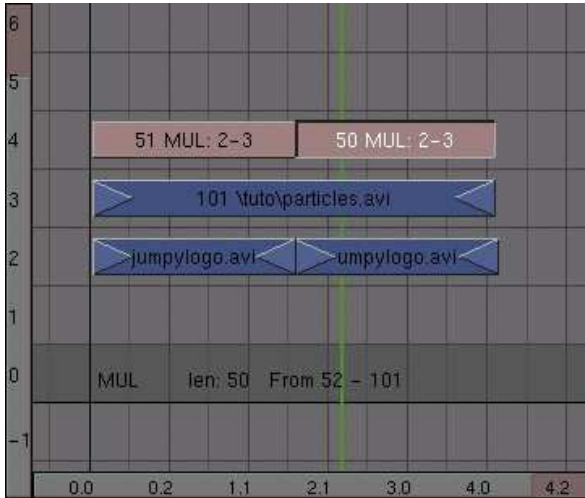 6
5
4
51 MUL: 2-3
50 MUL: 2-3
3
101 \tuto\particles.avi
2
jumpylogo.avi
umpylogo.avi
1
0
MUL len: 50 From 52 - 101
-1
0.0 0.2 1.1 2.1 3.0 4.0 4.2